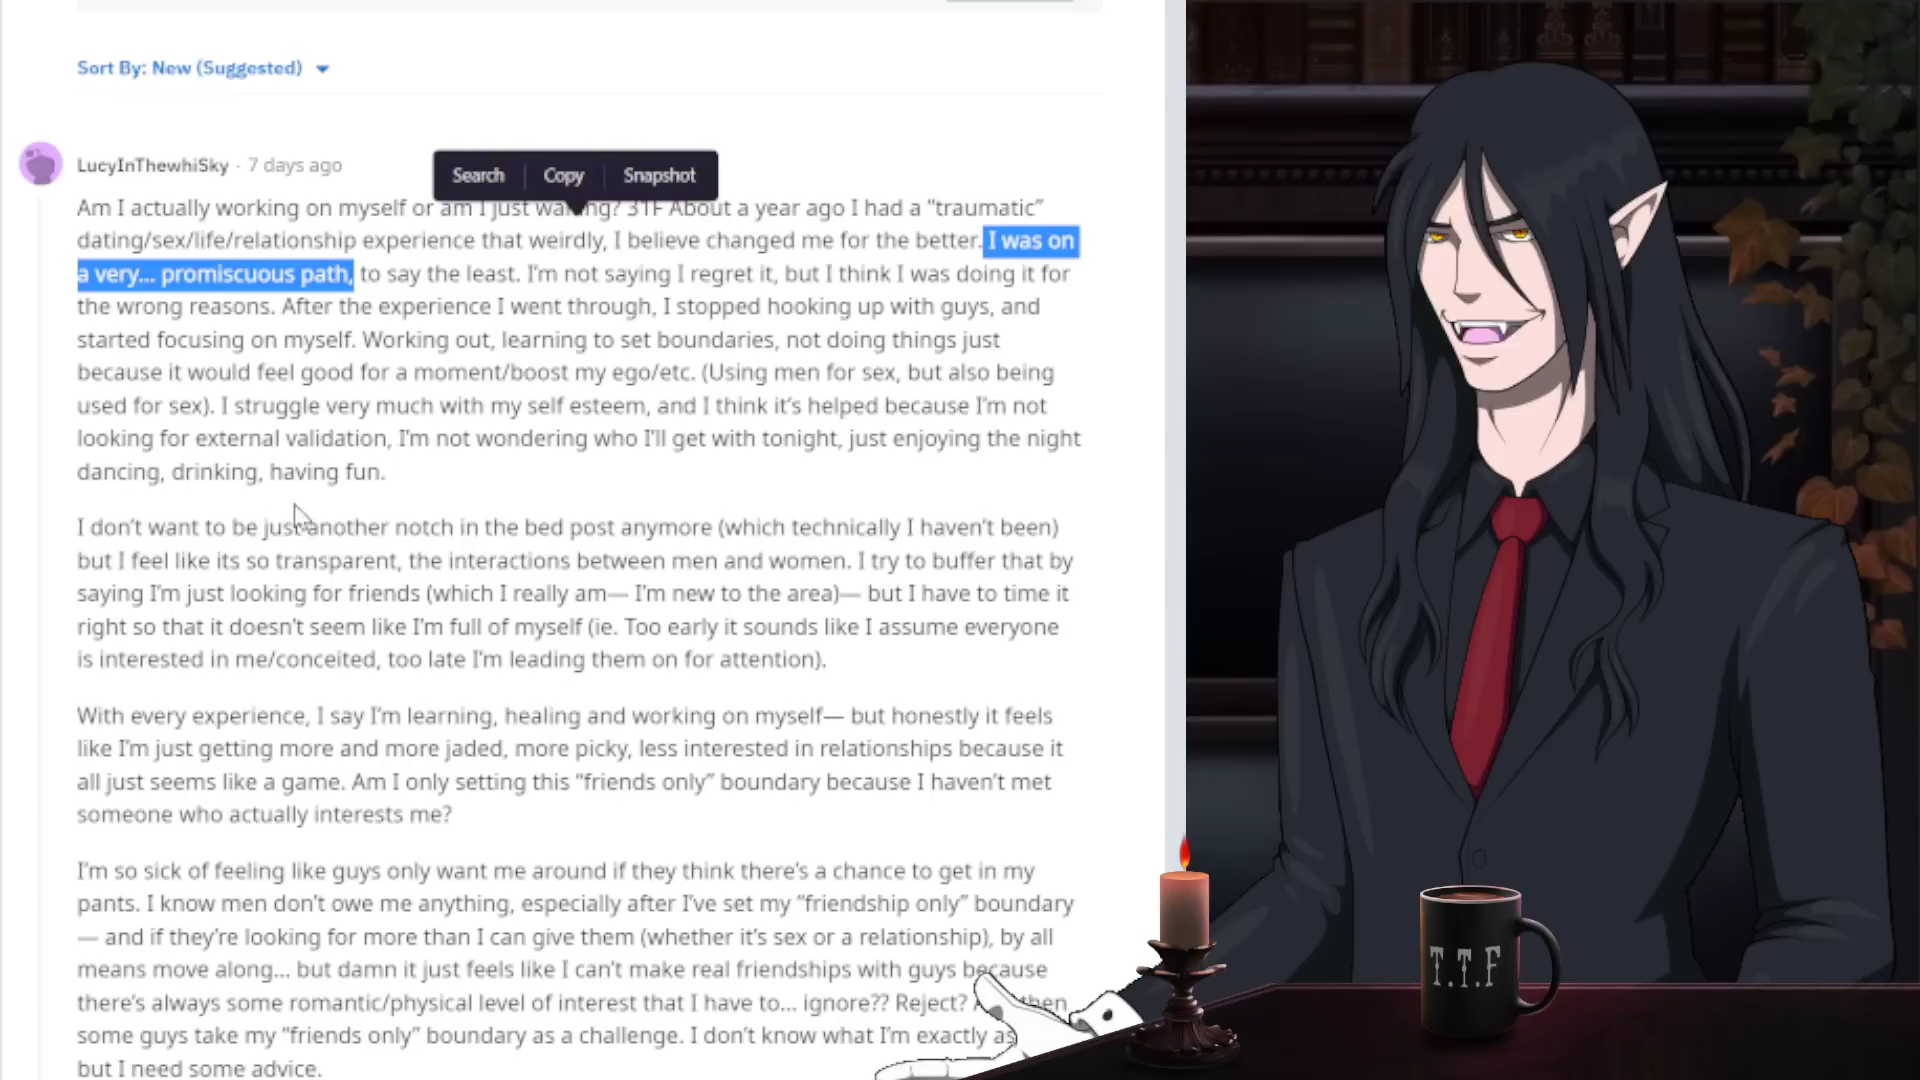 Sort By: New (Suggested)
LucyInThewhiSky · 7 days ago
Search Copy Snapshot
Am I actually working on myself or am I just wa ng? 31F About a year ago I had a “traumatic”
dating/sex/life/relationship experience that weirdly, I believe changed me for the better. I was on
a very... promiscuous path, to say the least. I’m not saying I regret it, but I think I was doing it for
the wrong reasons. After the experience I went through, I stopped hooking up with guys, and
started focusing on myself. Working out, learning to set boundaries, not doing things just
because it would feel good for a moment/boost my ego/etc. (Using men for sex, but also being
used for sex). I struggle very much with my self esteem, and I think it’s helped because I’m not
looking for external validation, I’m not wondering who I’ll get with tonight, just enjoying the night
dancing, drinking, having fun.
I don’t want to be just another notch in the bed post anymore (which technically I haven’t been)
but I feel like its so transparent, the interactions between men and women. I try to buffer that by
saying I’m just looking for friends (which I really am— I’m new to the area)— but I have to time it
right so that it doesn’t seem like I’m full of myself (ie. Too early it sounds like I assume everyone
is interested in me/conceited, too late I’m leading them on for attention).
With every experience, I say I’m learning, healing and working on myself— but honestly it feels
like I’m just getting more and more jaded, more picky, less interested in relationships because it
all just seems like a game. Am I only setting this “friends only” boundary because I haven’t met
someone who actually interests me?
I’m so sick of feeling like guys only want me around if they think there’s a chance to get in my
pants. I know men don’t owe me anything, especially after I’ve set my “friendship only” boundary
— and if they’re looking for more than I can give them (whether it’s sex or a relationship), by all
means move along... but damn it just feels like I can’t make real friendships with guys because
there’s always some romantic/physical level of interest that I have to... ignore?? Reject? then
some guys take my “friends only” boundary as a challenge. I don’t know what I’m exactly as
but I need some advice.
T.T.F